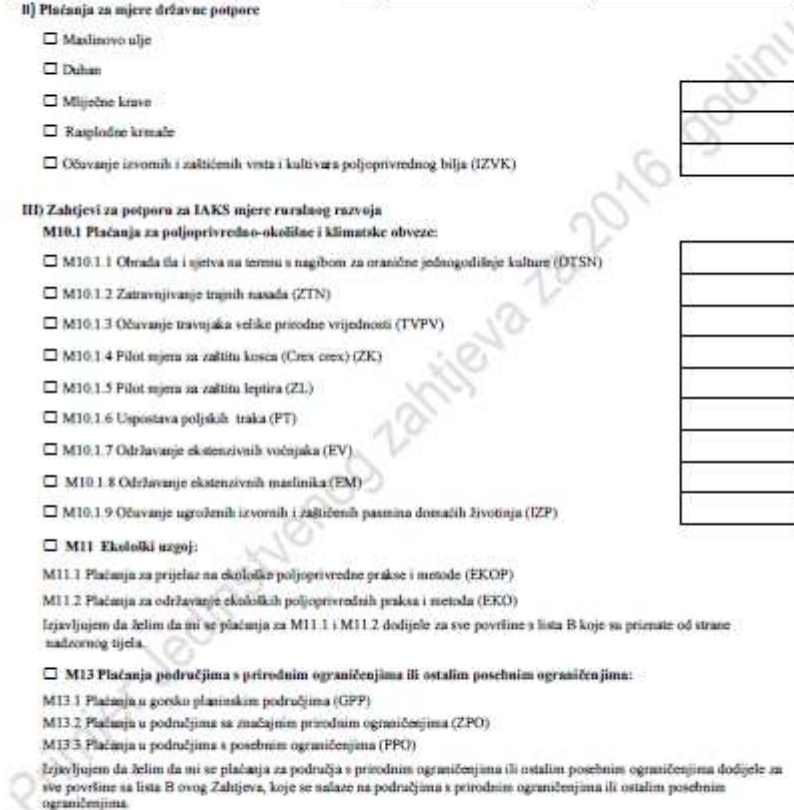 II) Plaćanja za mjere državne potpore
Maslinovo ulje
Duhan
Mliječne krave
Rasplodne krmače
Očuvanje izvornih i zaštićenih vrsta i kultivara poljoprivrednog bilja (IZVK)
III) Zahtjevi za potporu za IAKS mjere ruralnog razvoja
M10.1 Plaćanja za poljoprivredno-okolišne i klimatske obveze:
M10.1.1 Obrada tla i sjetva na terenu s nagibom za oranične jednogodišnje kulture (OTSN)
M10.1.2 Zatravnjivanje trajnih nasada (ZTN)
M10.1.3 Očuvanje travnjaka velike prirodne vrijednosti (TVPV)
M10.1.4 Pilot mjera za zaštitu kosca (Crex crex) (ZK)
M10.1.5 Pilot mjera za zaštitu leptira (ZL)
M10.1.6 Uspostava poljskih traka (PT)
M10.1.7 Održavanje ekstenzivnih voćnjaka (EV)
M10.1.8 Održavanje ekstenzivnih maslinika (EM)
M10.1.9 Očuvanje ugroženih izvornih i zaštićenih pasmina domaćih životinja (IZP)
M11 Ekološki uzgoj:
M11.1 Plaćanja za prijelaz na ekološke poljoprivredne prakse i metode (EKOP)
M11.2 Plaćanja za održavanje ekoloških poljoprivrednih praksa i metoda (EKO)
Izjavljujem da želim da mi se plaćanja za M11.1 i M11.2 dodijele za sve površine s lista B koje su priznate od strane
nadzornog tijela.
M13 Plaćanja područjima s prirodnim ograničenjima ili ostalim posebnim ograničenjima:
M13.1 Plaćanja u gorsko planinskim područjima (GPP)
M13.2 Plaćanja u područjima sa značajnim prirodnim ograničenjima (ZPO)
M13.3 Plaćanja u područjima s posebnim ograničenjima (PPO)
Izjavljujem da želim da mi se plaćanja za područja s prirodnim ograničenjima ili ostalim posebnim ograničenjima dodijele za
sve površine sa lista B ovog Zahtjeva, koje se nalaze na područjima s prirodnim ograničenjima ili ostalim posebnim
ograničenjima.
Primjer Jedinstvenog zahtjeva za 2016. godinu